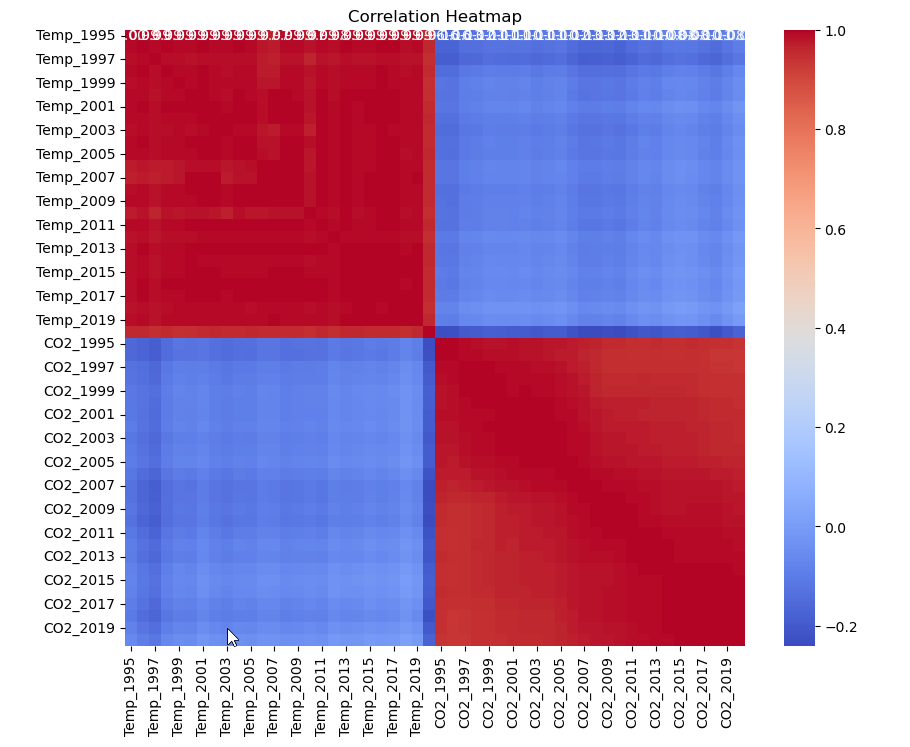 Correlation Heatmap
Temp_1995
Temp_1997
Temp_1999
Temp_2001
Temp_2003
Temp_2005
Temp_2007
Temp_2009
Temp_2011
Temp_2013
Temp_2015
Temp_2017
Temp_2019
CO2_1995
CO2_1997
CO2_1999
CO2_2001
CO2_2003
CO2_2005
CO2_2007
CO2_2009
CO2_2011
CO2_2013
CO2_2015
CO2_2017
CO2_2019
Temp_1995
Temp_1997
Temp_1999
Temp_2001
Temp_2003
Temp_2005
Temp_2007
Temp_2009
Temp_2011
Temp_2013
Temp_2015
Temp_2017
Temp_2019
CO2_1995
CO2_1997
CO2_1999
CO2_2001
CO2_2003
CO2_2005
CO2_2007
CO2_2009
CO2_2011
CO2_2013
CO2_2015
CO2_2017
CO2_2019
1.0
0.8
0.6
0.4
0.2
0.0
−0.2